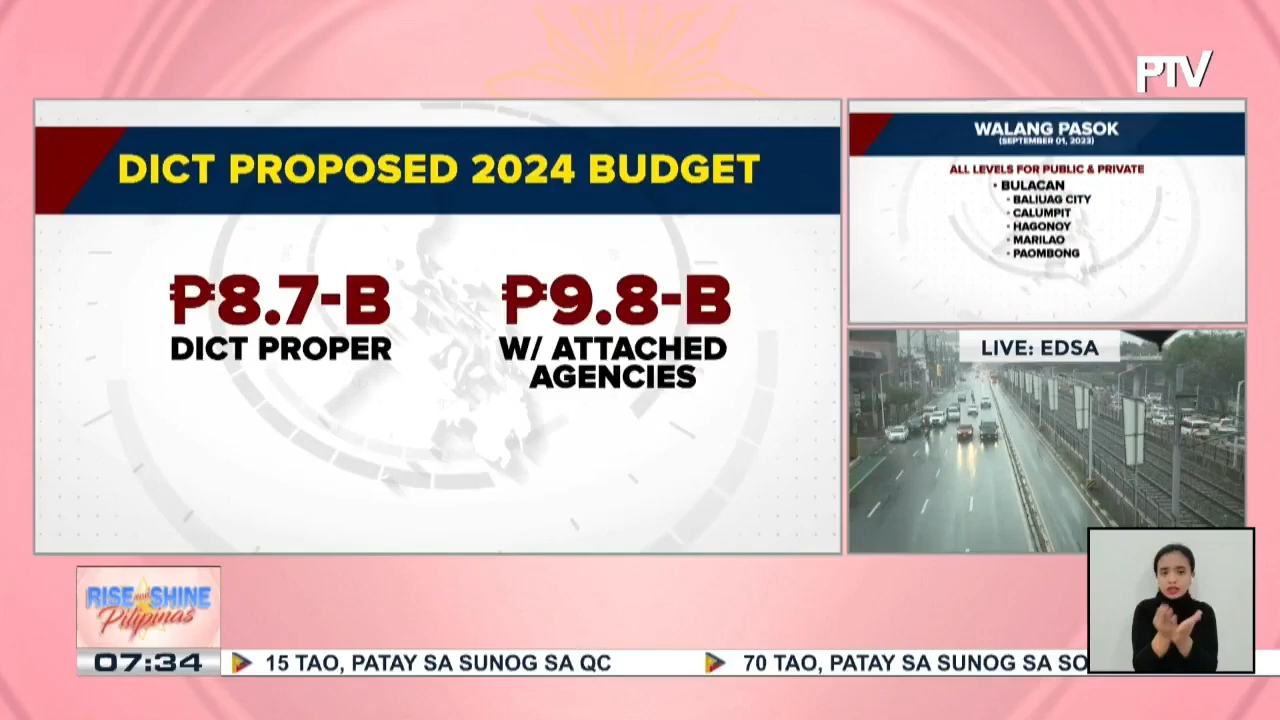 PTV
DICT PROPOSED 2024 BUDGET
₱8.7-B
DICT PROPER
₱9.8-B
W/ ATTACHED
AGENCIES
WALANG PASOK
(SEPTEMBER 01, 2023)
ALL LEVELS FOR PUBLIC & PRIVATE
• BULACAN
- BALIUAG CITY
- CALUMPIT
- HAGONOY
- MARILAO
- PAOMBONG
LIVE: EDSA
RISE and SHINE
Pilipinas
07:34
15 TAO, PATAY SA SUNOG SA QC
70 TAO, PATAY SA SUNOG SA SO